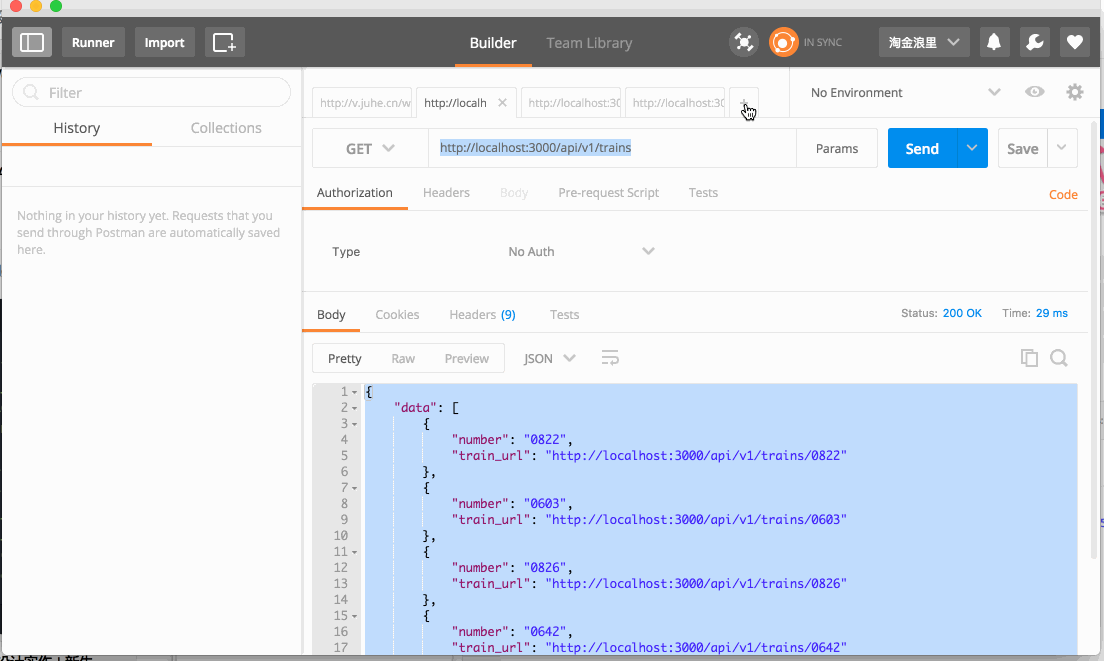 Runner Import Builder Team Library IN SYNC 淘金浪里
Filter
History Collections
Nothing in your history yet. Requests that you
send through Postman are automatically saved
here.
http://v.juhe.cn/w http://localh http://localhost:30 http://localhost:30 No Environment
GET http://localhost:3000/api/v1/trains Params Send Save
Authorization Headers Body Pre-request Script Tests Code
Type No Auth
Body Cookies Headers (9) Tests Status: 200 OK Time: 29 ms
Pretty Raw Preview JSON
1 {
2 "data": [
3 {
4 "number": "0822",
5 "train_url": "http://localhost:3000/api/v1/trains/0822"
6 },
7 {
8 "number": "0603",
9 "train_url": "http://localhost:3000/api/v1/trains/0603"
10 },
11 {
12 "number": "0826",
13 "train_url": "http://localhost:3000/api/v1/trains/0826"
14 },
15 {
16 "number": "0642",
17 "train_url": "http://localhost:3000/api/v1/trains/0642"